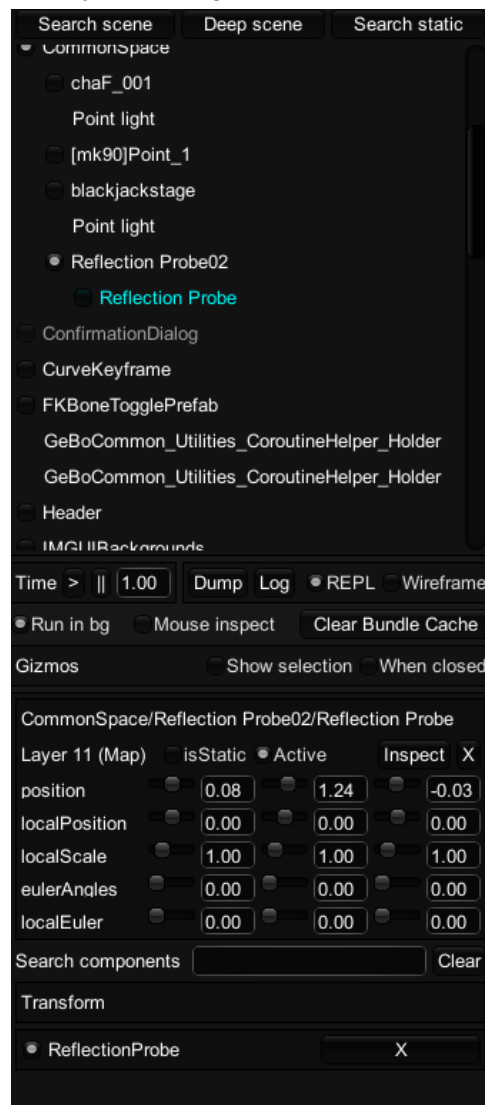 Search scene Deep scene Search static
CommonSpace
chaF_001
Point light
[mk90]Point_1
blackjackstage
Point light
Reflection Probe02
Reflection Probe
ConfirmationDialog
CurveKeyframe
FKBoneTogglePrefab
GeBoCommon_Utilities_CoroutineHelper_Holder
GeBoCommon_Utilities_CoroutineHelper_Holder
Header
IMGUIBackgrounds
Time > || 1.00 Dump Log REPL Wireframe
Run in bg Mouse inspect Clear Bundle Cache
Gizmos Show selection When closed
CommonSpace/Reflection Probe02/Reflection Probe
Layer 11 (Map) isStatic Active Inspect X
position 0.08 1.24 -0.03
localPosition 0.00 0.00 0.00
localScale 1.00 1.00 1.00
eulerAngles 0.00 0.00 0.00
localEuler 0.00 0.00 0.00
Search components Clear
Transform
ReflectionProbe X